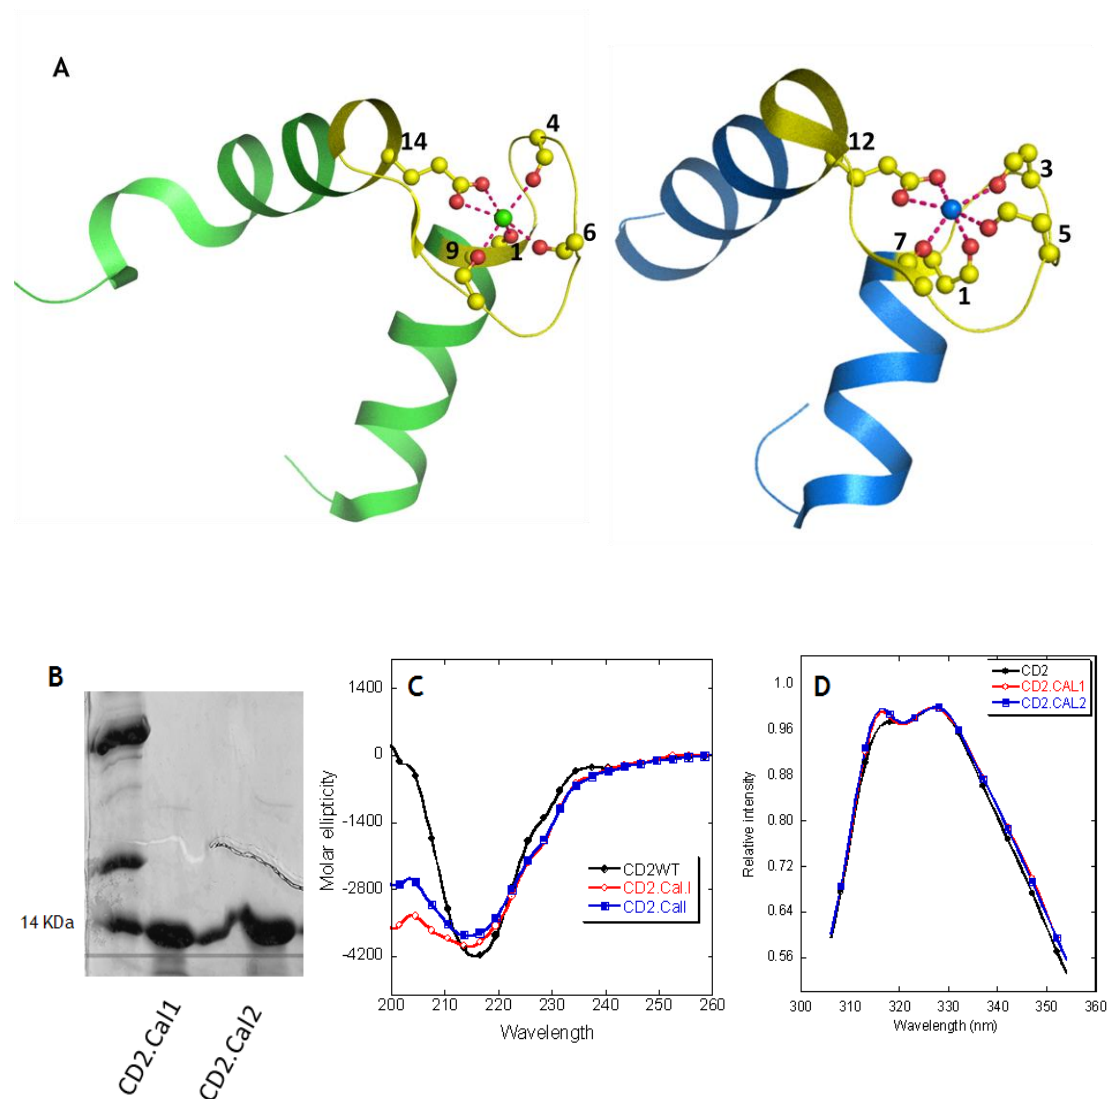 A
14
4
9
1
6
12
3
7
5
1
B
14 KDa
CD2.Cal1
CD2.Cal2
C
1400
0
-1400
-2800
-4200
Molar ellipticity
CD2WT
CD2.Cal.I
CD2.CalI
200 210 220 230 240 250 260
Wavelength
D
1.0
0.96
0.88
0.80
0.72
0.64
0.56
Relative intensity
CD2
CD2.CAL1
CD2.CAL2
300 310 320 330 340 350 360
Wavelength (nm)